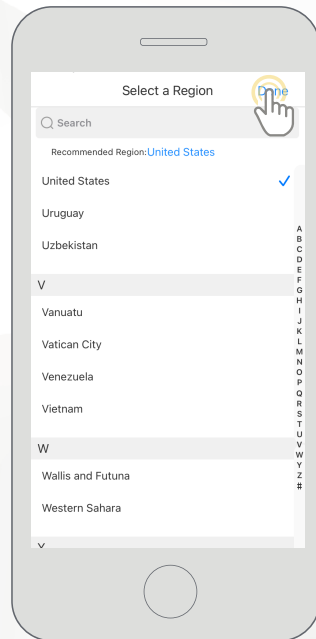 Select a Region
Done
Search
Recommended Region:United States
United States
Uruguay
Uzbekistan
V
Vanuatu
Vatican City
Venezuela
Vietnam
W
Wallis and Futuna
Western Sahara
A
B
C
D
E
F
G
H
I
J
K
L
M
N
O
P
Q
R
S
T
U
V
W
Y
Z
#